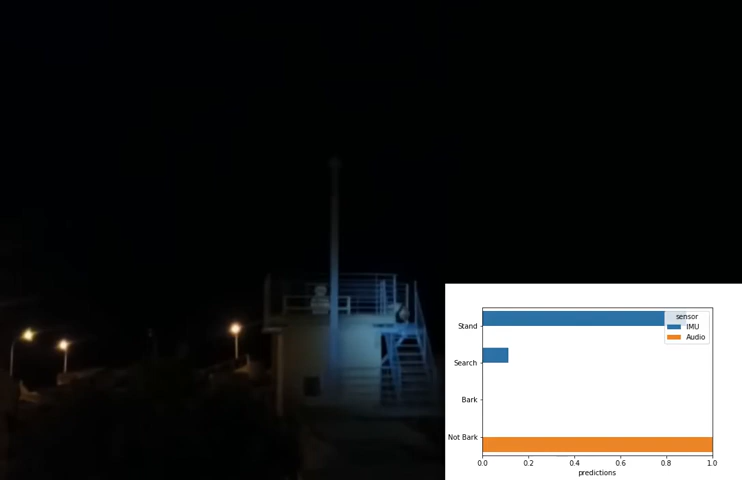 sensor
IMU
Audio
Stand
Search
Bark
Not Bark
0.0 0.2 0.4 0.6 0.8 1.0
predictions